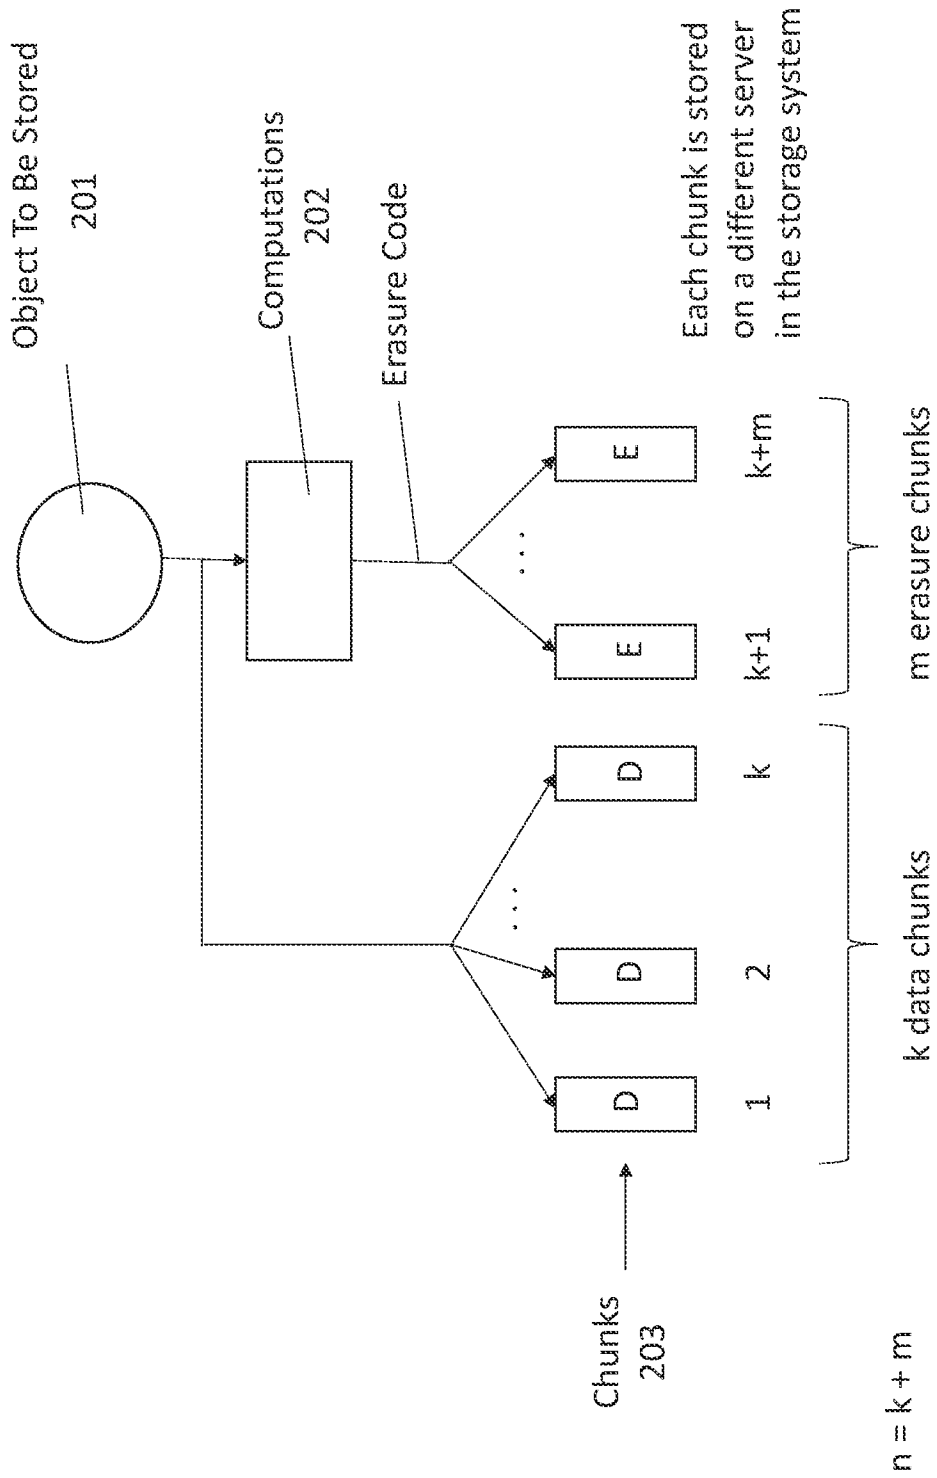 Object To Be Stored
201
Computations
202
Erasure Code
Each chunk is stored
on a different server
in the storage system
Chunks
203
D
D
. . .
D
E
. . .
E
1
2
k
k+1
k+m
k data chunks
m erasure chunks
n = k + m